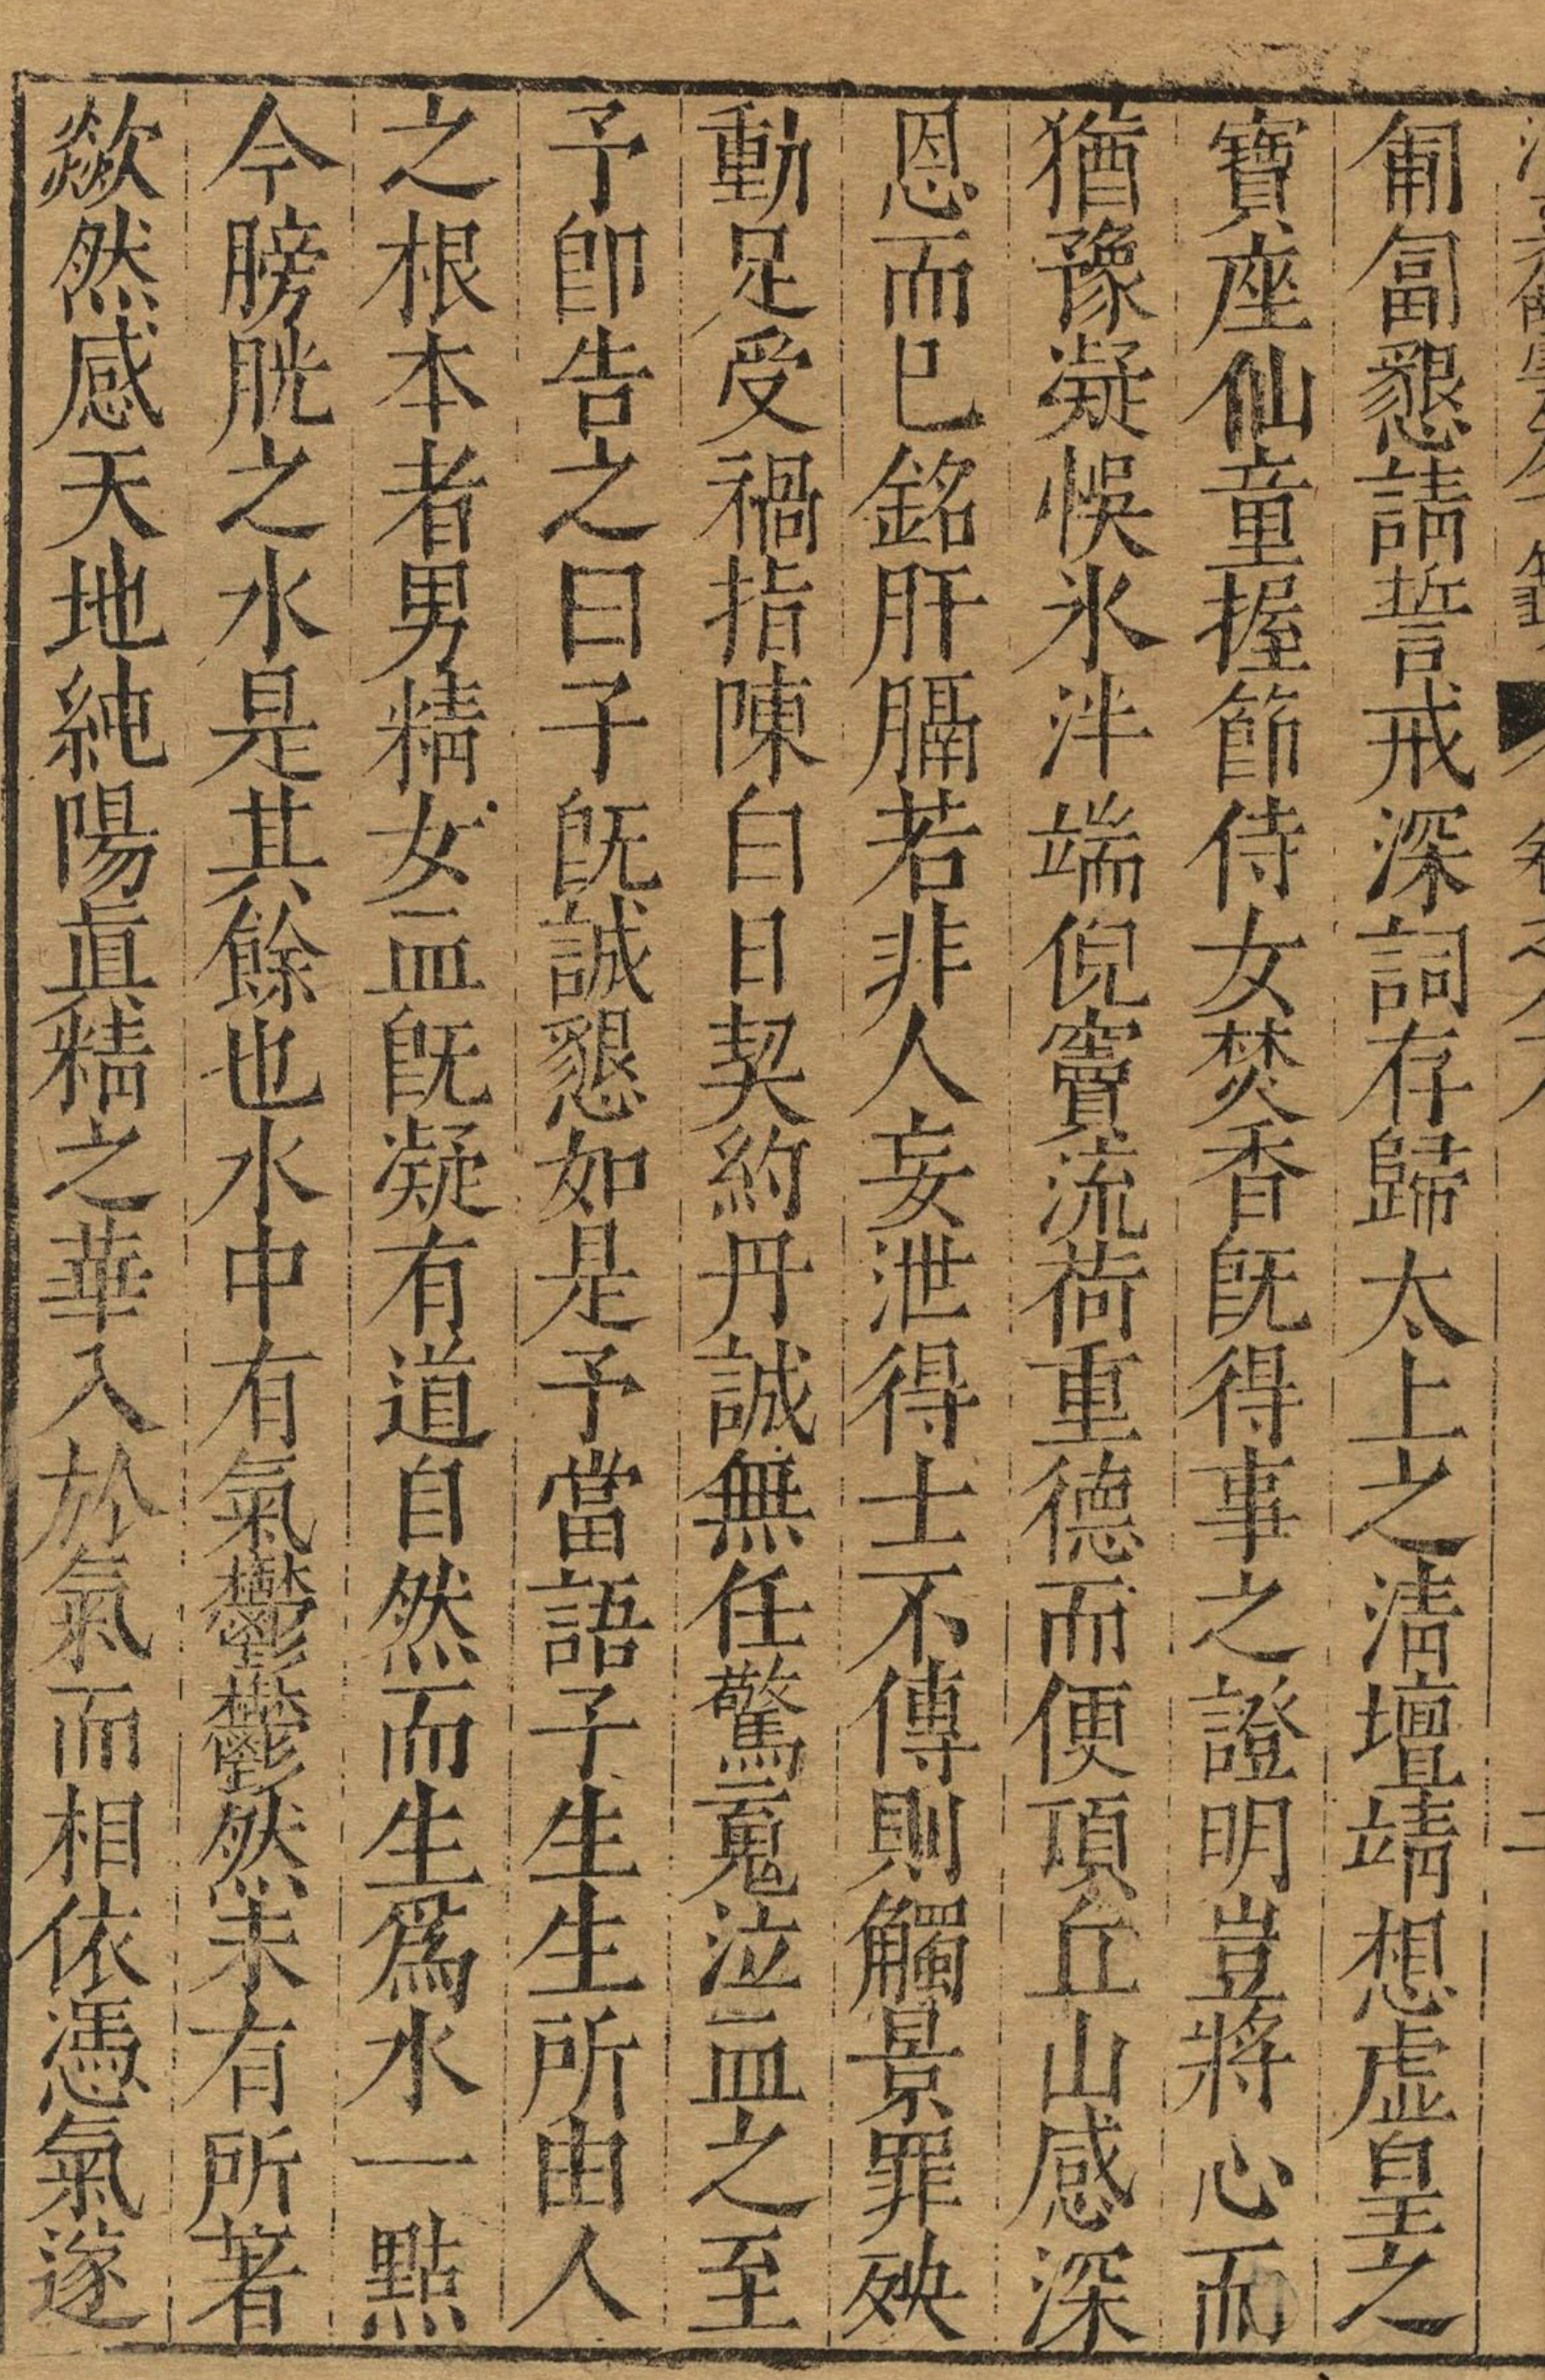 匍匐懇請誓戒深詞存歸太上之淸壇靖想虛皇之
寶座仙童握節侍女焚香旣得事之證明豈將心而
猶豫凝悞氷泮端倪竇流荷重德而便項丘山感深
恩而已銘肝膈若非人妄泄得士不傳則觸景罪殃
動足受禍指陳白日契約丹誠無任驚䰟泣血之至
予卽告之曰子旣誠懇如是予當語子生生所由人
之根本者男精女血旣凝有道自然而生爲水一點
今膀胱之水是其餘也水中有氣鬱鬱然未有所著
歘然感天地純陽眞精之華入於氣而相依憑氣遂